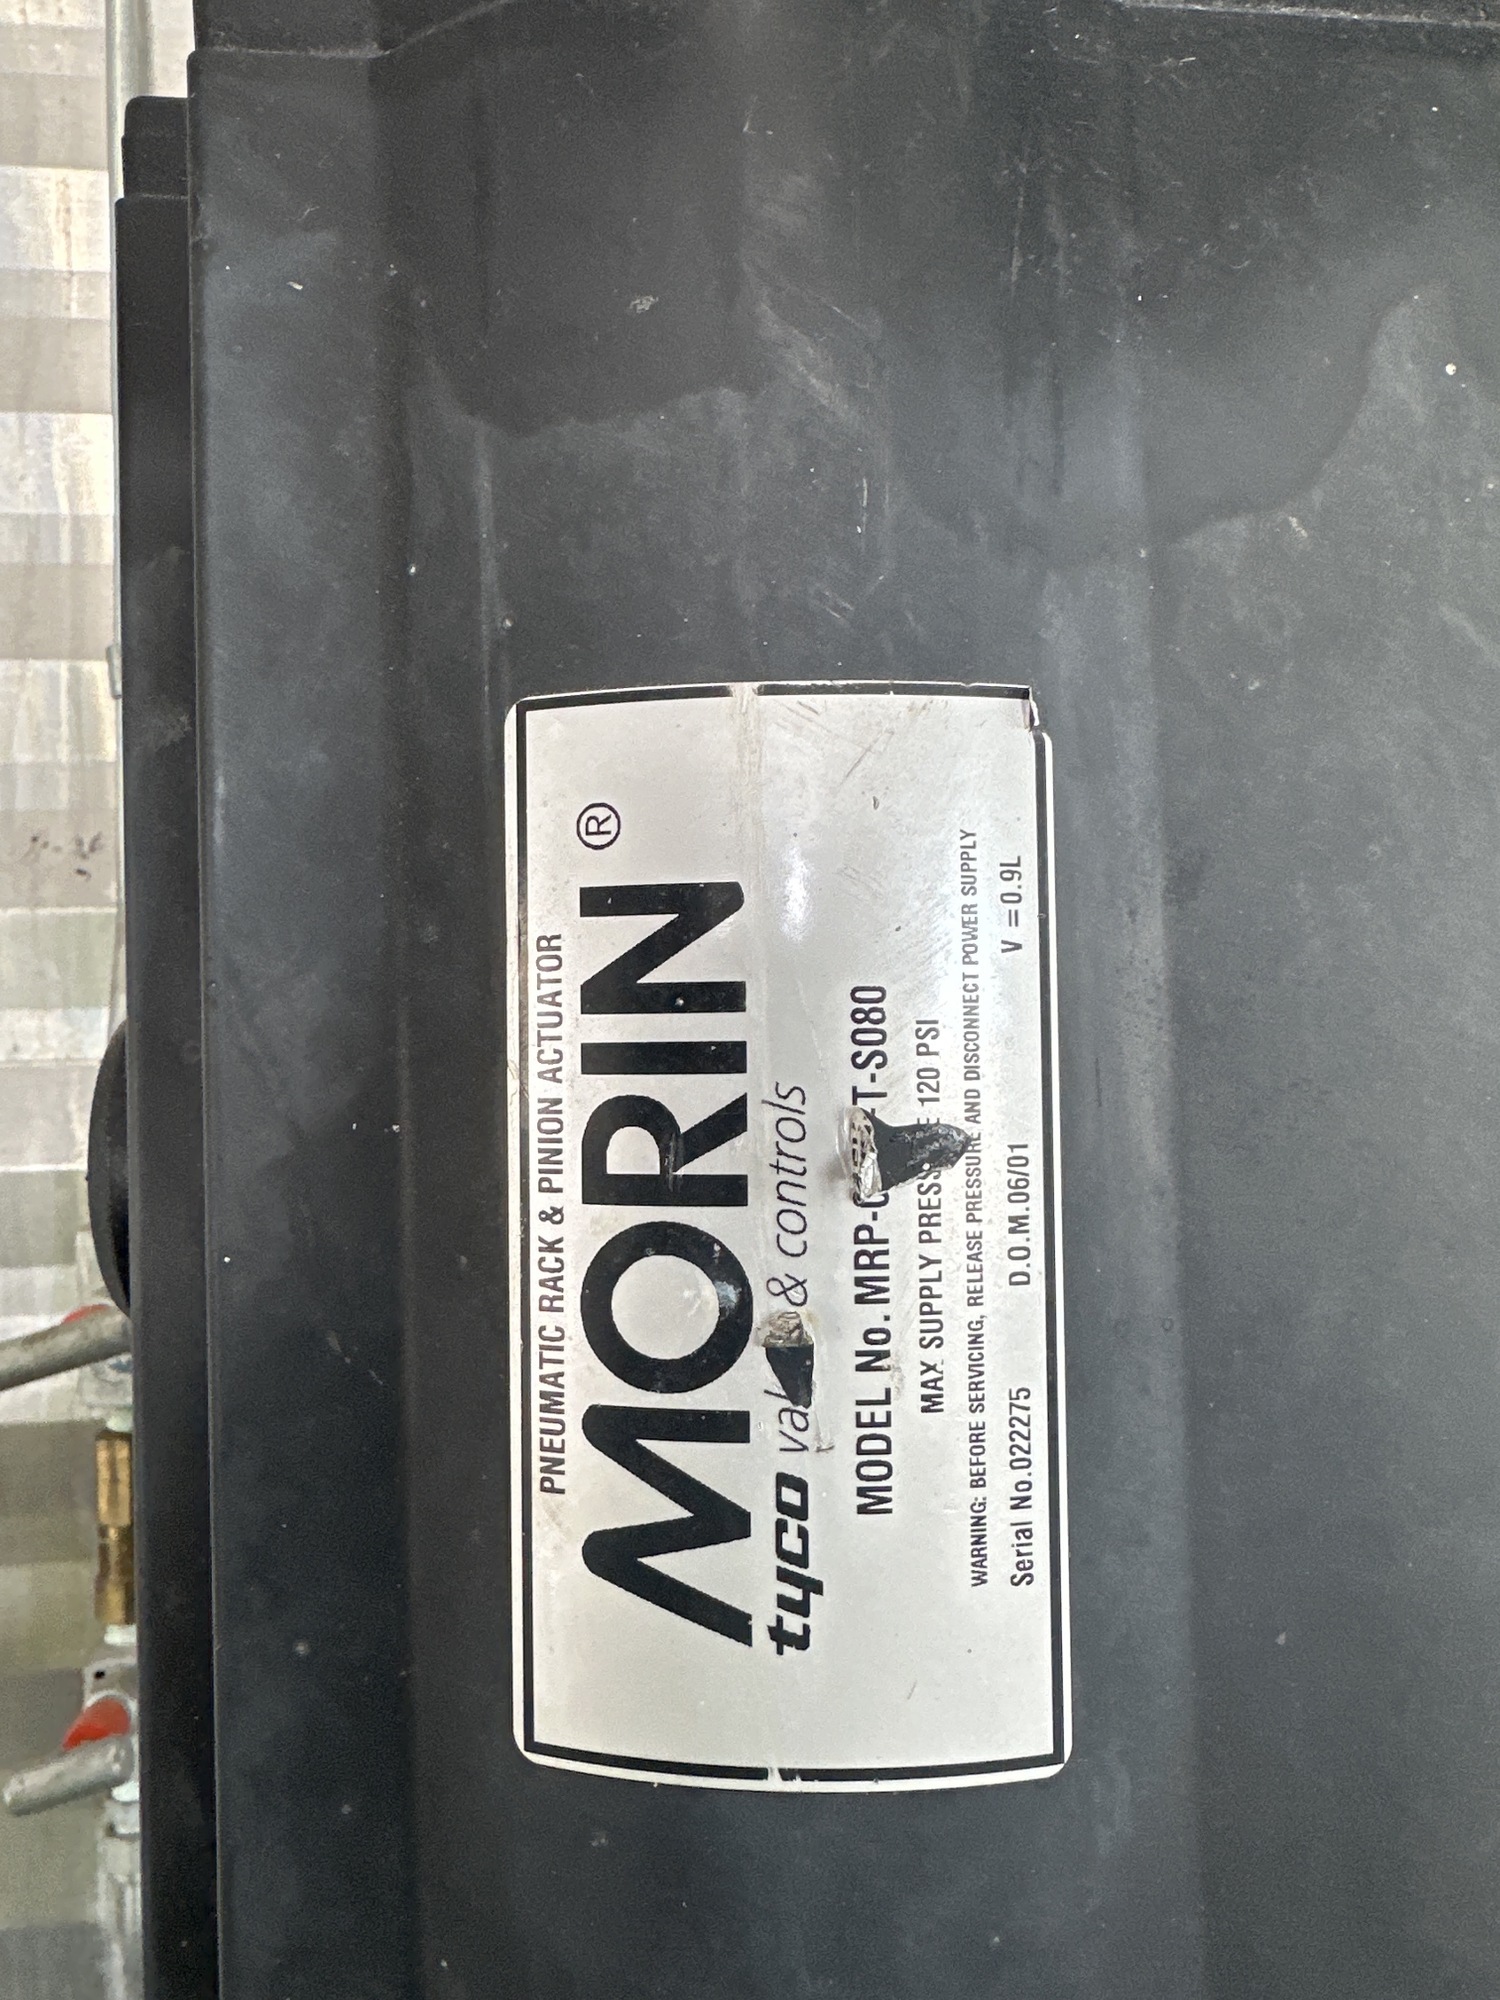 PNEUMATIC RACK & PINION ACTUATOR
MORIN®
tyco & controls
MODEL No. MRP- T-S080
MAX SUPPLY 120 PSI
WARNING: BEFORE SERVICING, RELEASE PRESSURE AND DISCONNECT POWER SUPPLY
Serial No.022275 D.O.M.06/01 V = 0.9L